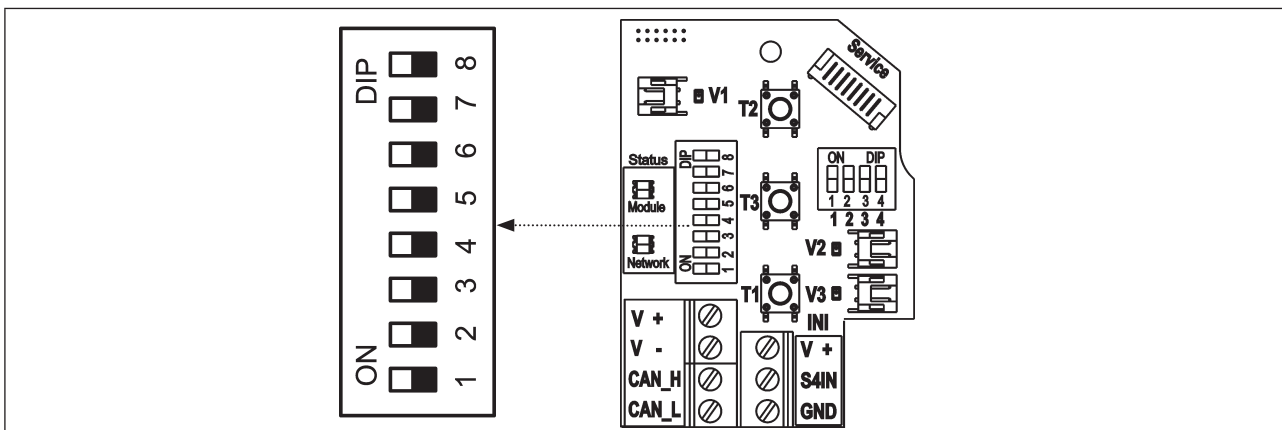 DIP
8
7
6
5
4
3
2
1
ON
Service
V1
T2
Status
DIP
8
7
6
5
4
3
2
1
ON
Module
Network
T3
ON DIP
1 2 3 4
1 2 3 4
V2
T1
V3
INI
V +
V -
CAN_H
CAN_L
V +
S4IN
GND